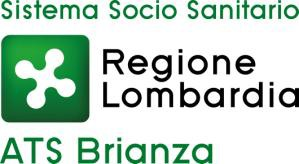 Sistema Socio Sanitario
Regione
Lombardia
ATS Brianza